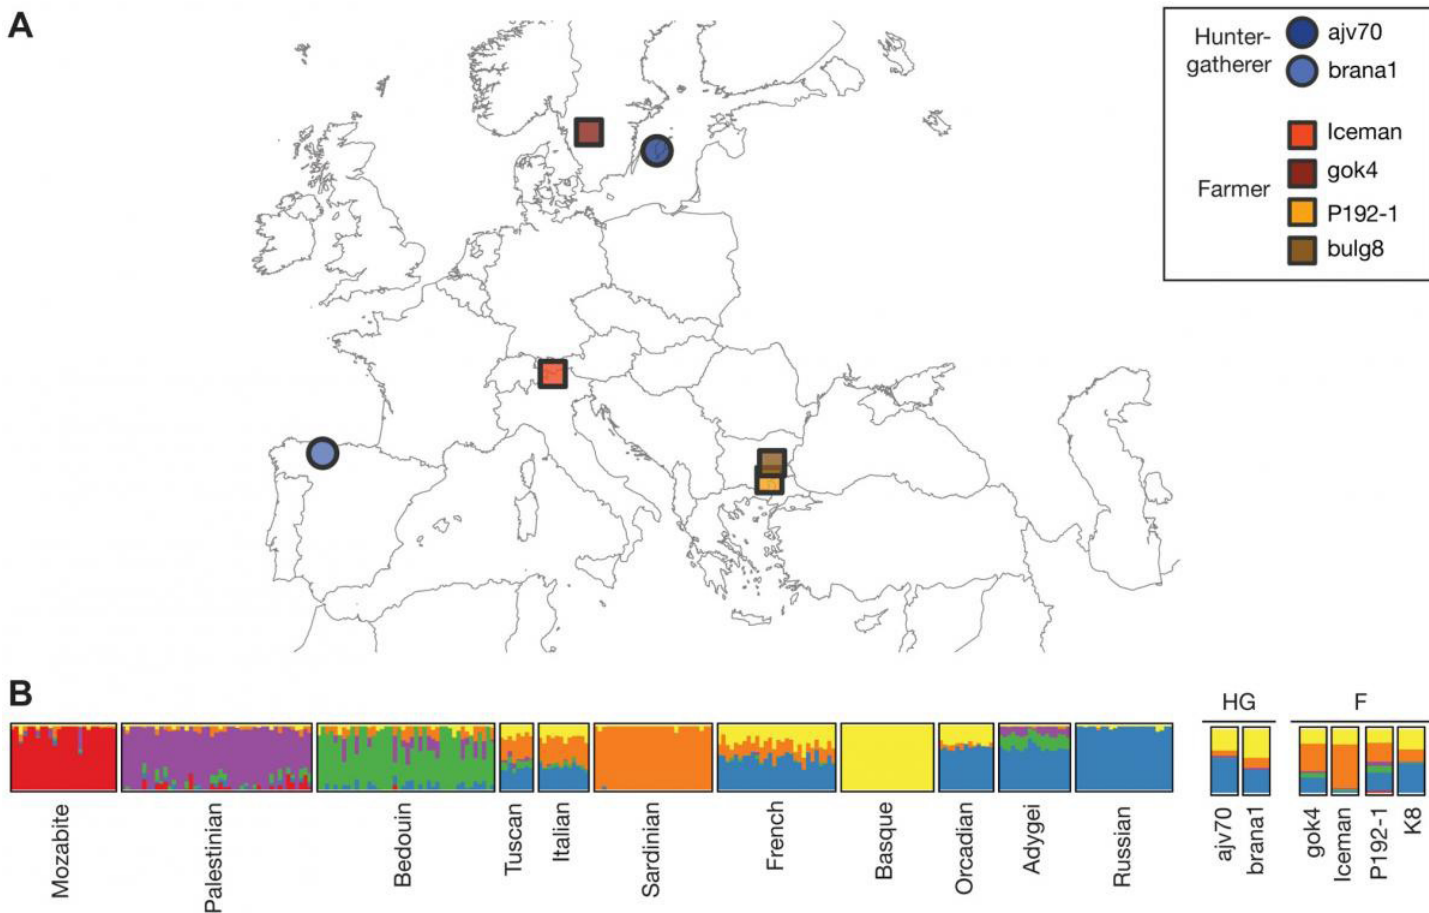 A
Hunter-
gatherer
ajv70
brana1
Farmer
Iceman
gok4
P192-1
bulg8
B
HG
F
Mozabite
Palestinian
Bedouin
Tuscan
Italian
Sardinian
French
Basque
Orcadian
Adygei
Russian
ajv70
brana1
gok4
Iceman
P192-1
K8